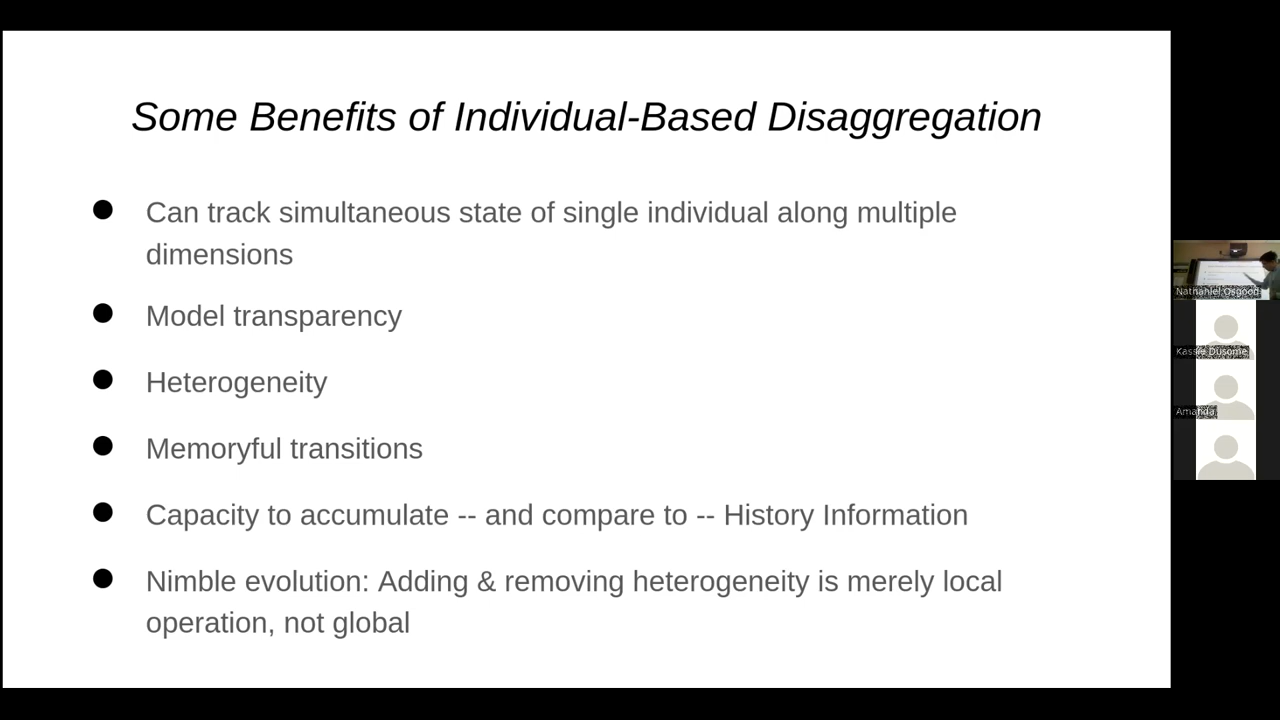 Some Benefits of Individual-Based Disaggregation
Can track simultaneous state of single individual along multiple
dimensions
Model transparency
Heterogeneity
Memoryful transitions
Capacity to accumulate -- and compare to -- History Information
Nimble evolution: Adding & removing heterogeneity is merely local
operation, not global
Nathaniel Osgood
Kassie Dusome
Amanda